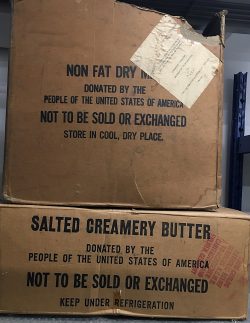 NON FAT DRY
DONATED BY THE
PEOPLE OF THE UNITED STATES OF AMERICA
NOT TO BE SOLD OR EXCHANGED
STORE IN COOL, DRY PLACE.
SALTED CREAMERY BUTTER
DONATED BY THE
PEOPLE OF THE UNITED STATES OF AMERICA
NOT TO BE SOLD OR EXCHANGED
KEEP UNDER REFRIGERATION